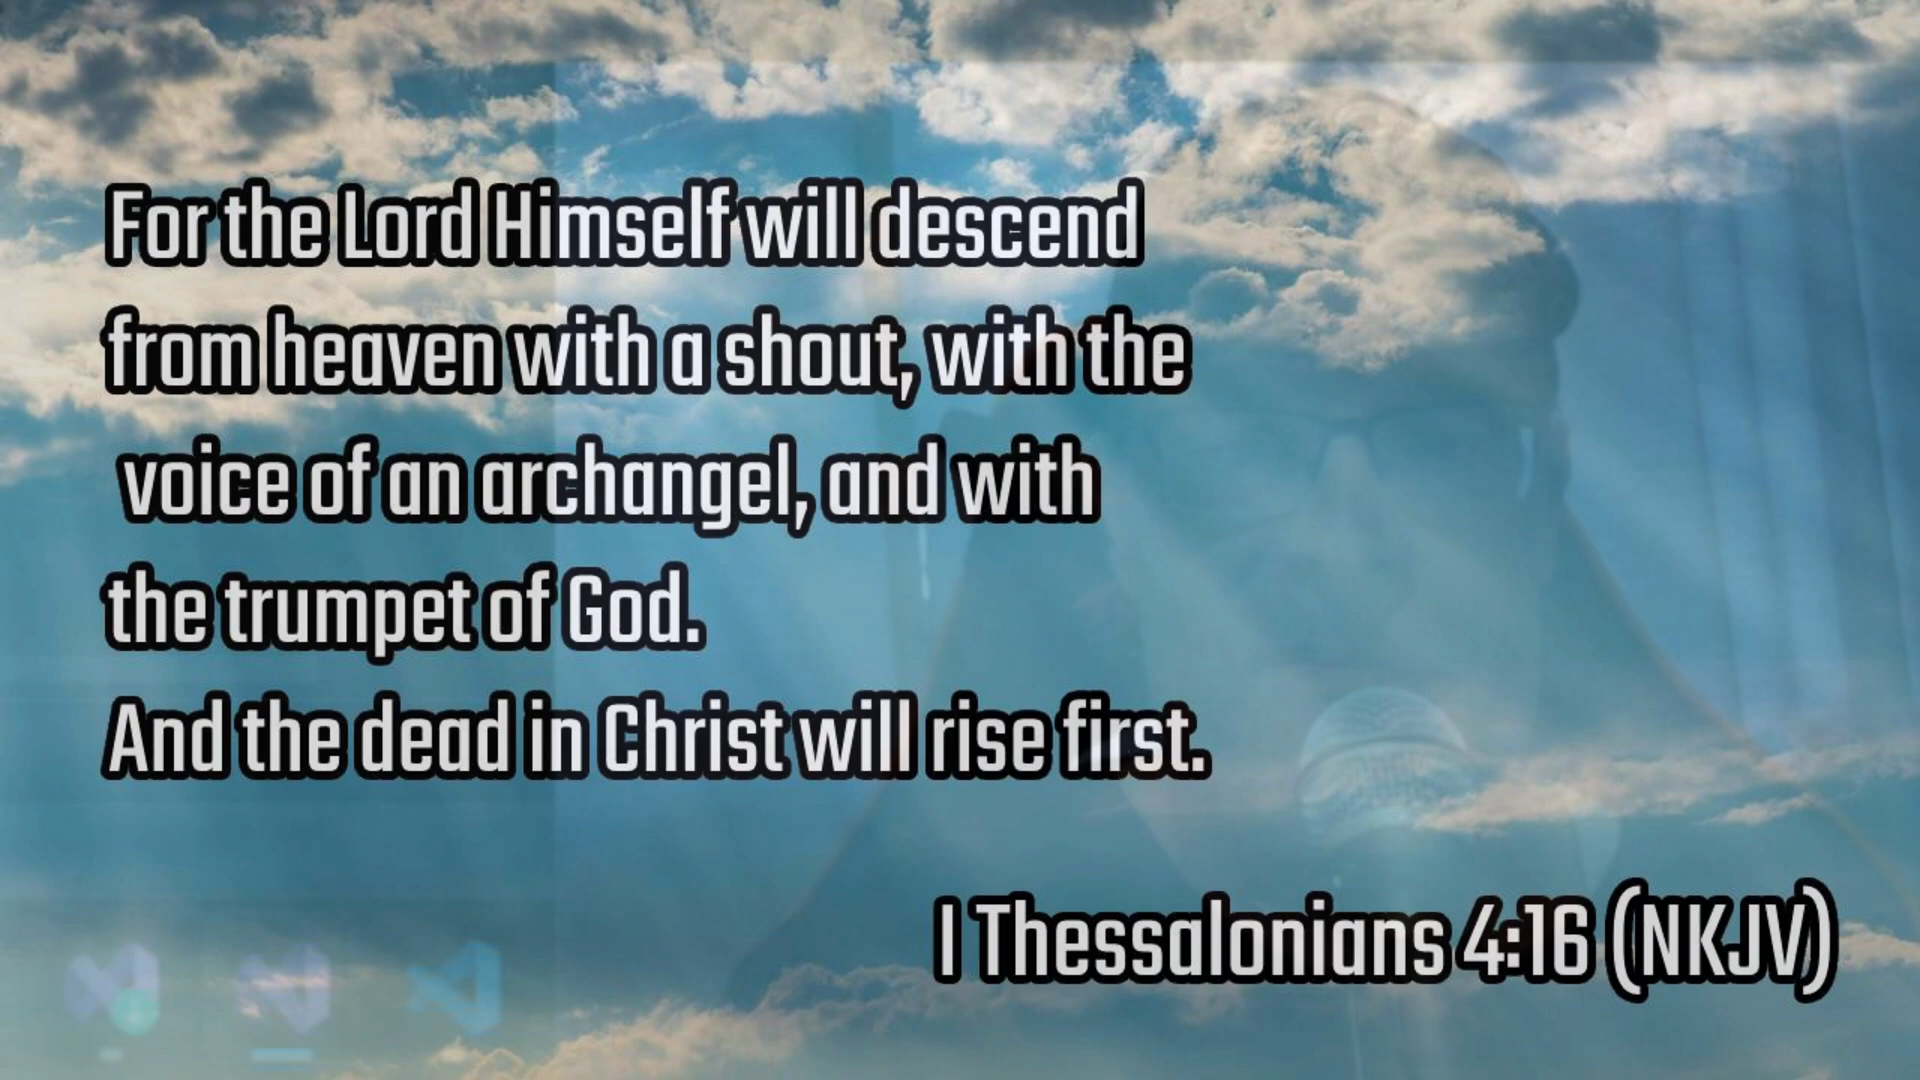 For the Lord Himself will descend
from heaven with a shout, with the
voice of an archangel, and with
the trumpet of God.
And the dead in Christ will rise first.
I Thessalonians 4:16 (NKJV)